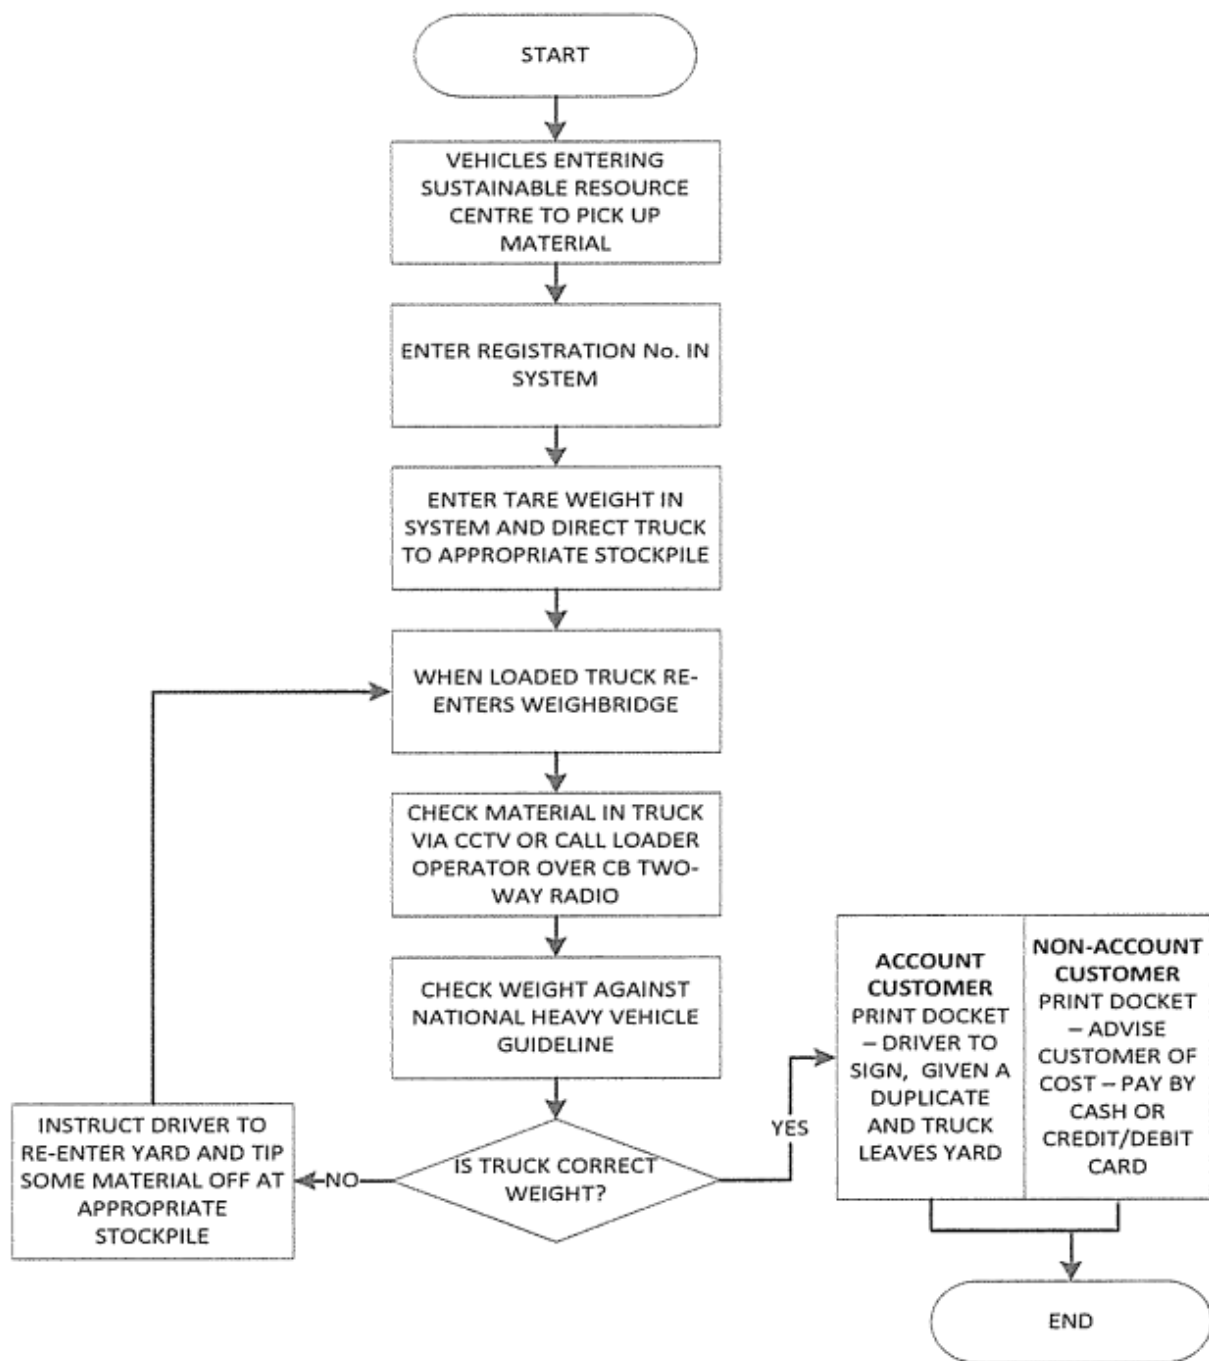 START
VEHICLES ENTERING
SUSTAINABLE RESOURCE
CENTRE TO PICK UP
MATERIAL
ENTER REGISTRATION No. IN
SYSTEM
ENTER TARE WEIGHT IN
SYSTEM AND DIRECT TRUCK
TO APPROPRIATE STOCKPILE
WHEN LOADED TRUCK RE-
ENTERS WEIGHBRIDGE
CHECK MATERIAL IN TRUCK
VIA CCTV OR CALL LOADER
OPERATOR OVER CB TWO-
WAY RADIO
CHECK WEIGHT AGAINST
NATIONAL HEAVY VEHICLE
GUIDELINE
IS TRUCK CORRECT
WEIGHT?
NO
INSTRUCT DRIVER TO
RE-ENTER YARD AND TIP
SOME MATERIAL OFF AT
APPROPRIATE
STOCKPILE
YES
ACCOUNT
CUSTOMER
PRINT DOCKET
– DRIVER TO
SIGN, GIVEN A
DUPLICATE
AND TRUCK
LEAVES YARD
NON-ACCOUNT
CUSTOMER
PRINT DOCKET
– ADVISE
CUSTOMER OF
COST – PAY BY
CASH OR
CREDIT/DEBIT
CARD
END